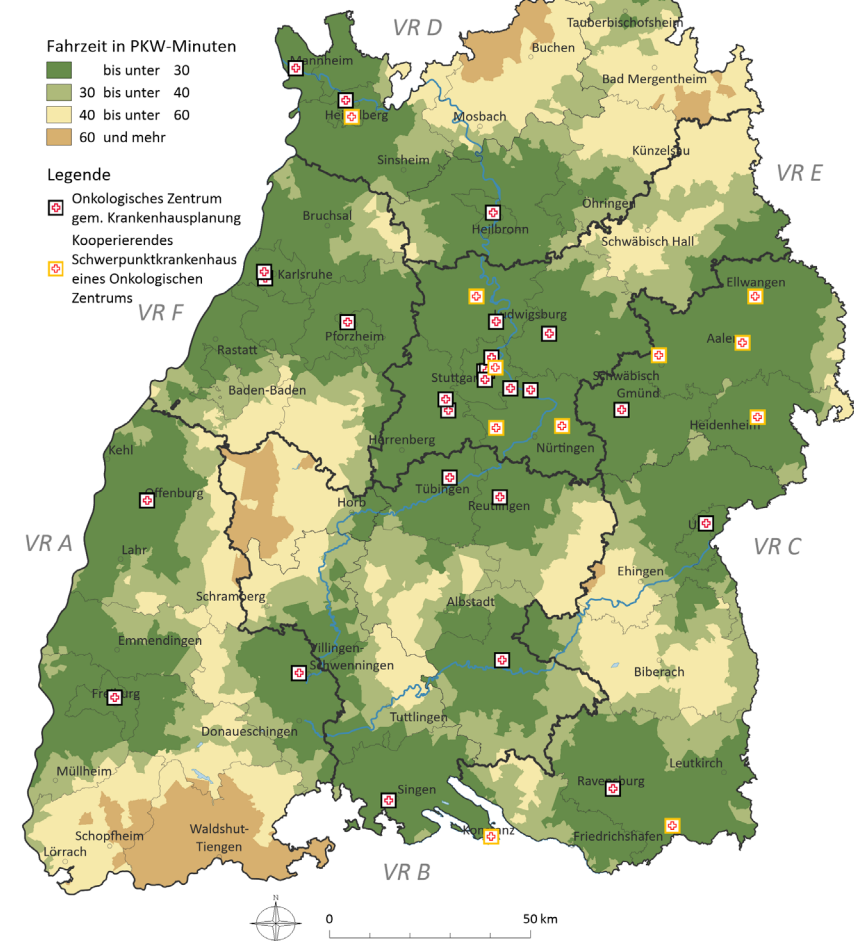 Fahrzeit in PKW-Minuten
bis unter 30
30 bis unter 40
40 bis unter 60
60 und mehr
Legende
Onkologisches Zentrum
gem. Krankenhausplanung
Kooperierendes
Schwerpunktkrankenhaus
eines Onkologischen
Zentrums
VR D
Tauberbischofsheim
Buchen
Mannheim
Bad Mergentheim
Heidelberg
Mosbach
Künzelsau
Sinsheim
VR E
Öhringen
Bruchsal
Heilbronn
Schwäbisch Hall
Karlsruhe
Ellwangen
VR F
Ludwigsburg
Pforzheim
Aalen
Rastatt
Stuttgart
Schwäbisch
Gmünd
Baden-Baden
Heidenheim
Herrenberg
Nürtingen
Kehl
Tübingen
Offenburg
Horb
Reutlingen
VR A
Lahr
VR C
Ehingen
Schramberg
Albstadt
Emmendingen
Villingen-
Schwenningen
Biberach
Freiburg
Tuttlingen
Donaueschingen
Leutkirch
Müllheim
Singen
Ravensburg
Schopfheim
Waldshut-
Tiengen
Konstanz
Friedrichshafen
Lörrach
VR B
N
0 50 km